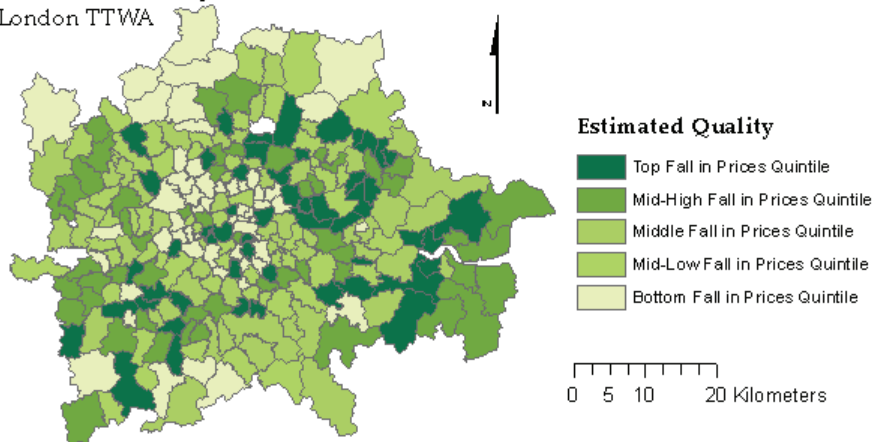 London TTWA
N
Estimated Quality
Top Fall in Prices Quintile
Mid-High Fall in Prices Quintile
Middle Fall in Prices Quintile
Mid-Low Fall in Prices Quintile
Bottom Fall in Prices Quintile
0 5 10 20 Kilometers